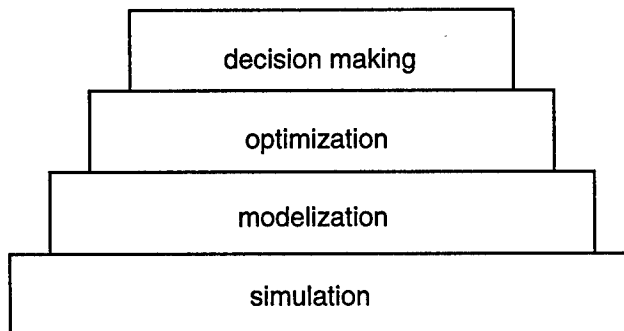 decision making
optimization
modelization
simulation